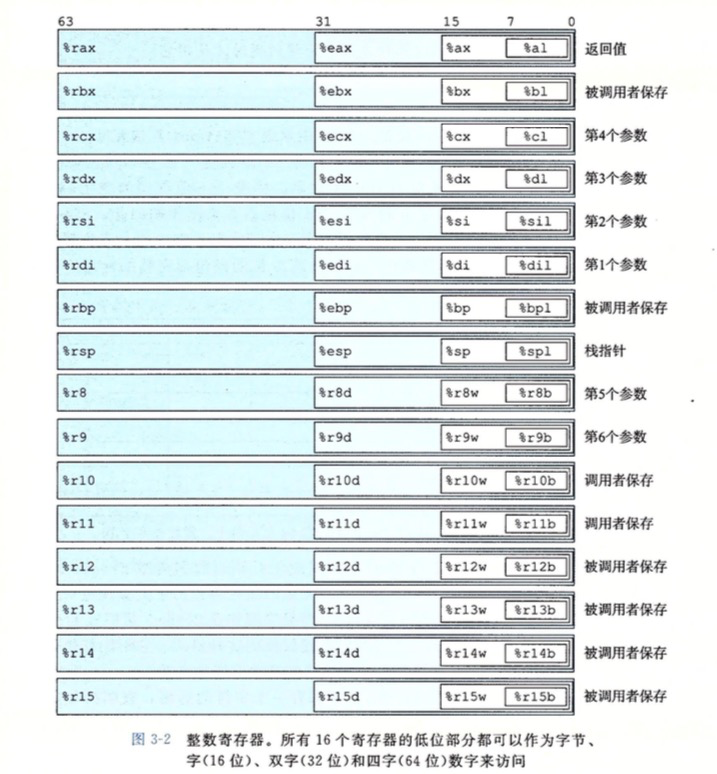 63 31 15 7 0
%rax %eax %ax %al 返回值
%rbx %ebx %bx %bl 被调用者保存
%rcx %ecx %cx %cl 第4个参数
%rdx %edx %dx %dl 第3个参数
%rsi %esi %si %sil 第2个参数
%rdi %edi %di %dil 第1个参数
%rbp %ebp %bp %bpl 被调用者保存
%rsp %esp %sp %spl 栈指针
%r8 %r8d %r8w %r8b 第5个参数
%r9 %r9d %r9w %r9b 第6个参数
%r10 %r10d %r10w %r10b 调用者保存
%r11 %r11d %r11w %r11b 调用者保存
%r12 %r12d %r12w %r12b 被调用者保存
%r13 %r13d %r13w %r13b 被调用者保存
%r14 %r14d %r14w %r14b 被调用者保存
%r15 %r15d %r15w %r15b 被调用者保存
图 3-2 整数寄存器。所有 16 个寄存器的低位部分都可以作为字节、
字(16 位)、双字(32 位)和四字(64 位)数字来访问